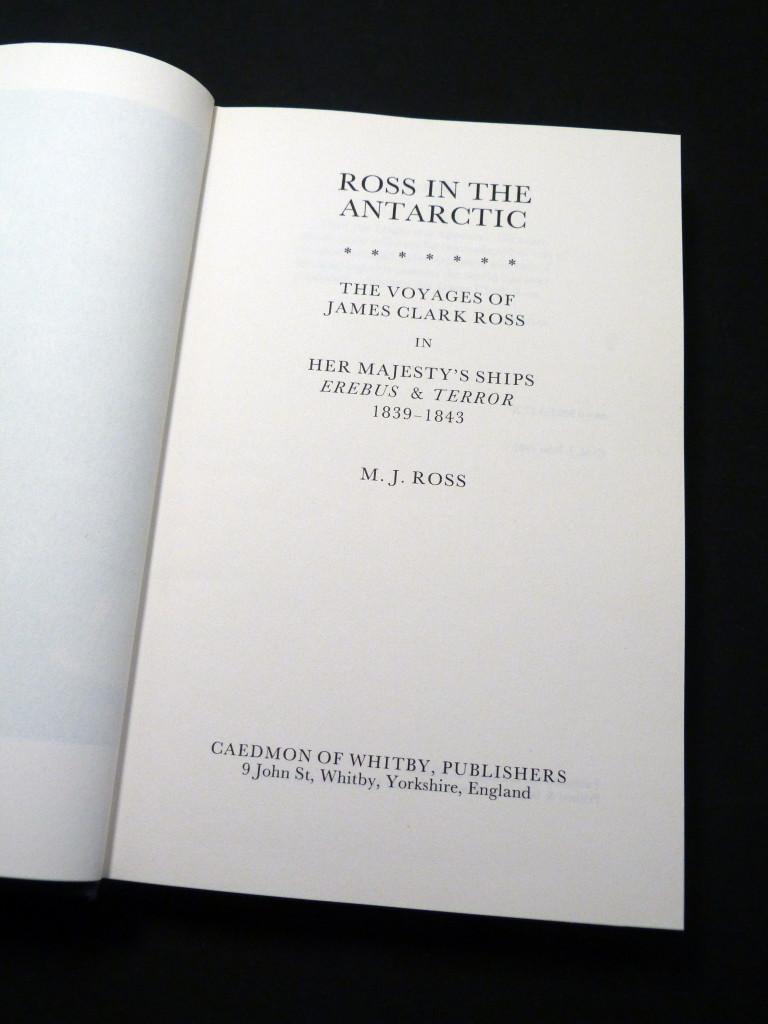 ROSS IN THE
ANTARCTIC
* * * * * * *
THE VOYAGES OF
JAMES CLARK ROSS
IN
HER MAJESTY'S SHIPS
EREBUS & TERROR
1839–1843
M. J. ROSS
CAEDMON OF WHITBY, PUBLISHERS
9 John St, Whitby, Yorkshire, England